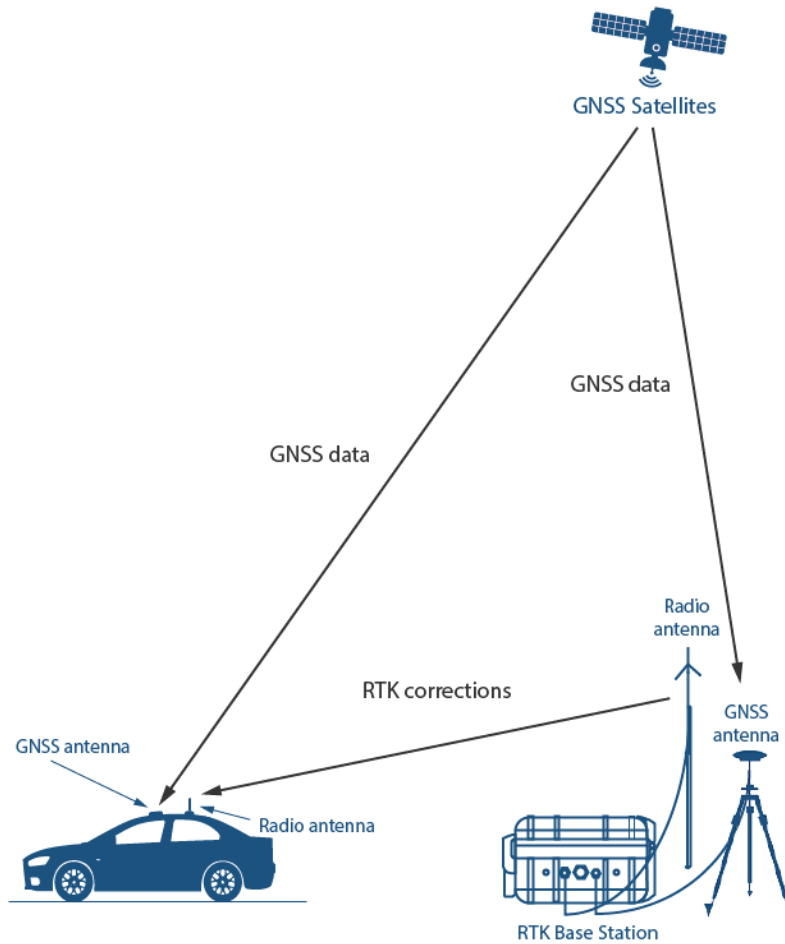 GNSS Satellites
GNSS data
GNSS data
Radio
antenna
RTK corrections
GNSS
antenna
GNSS antenna
Radio antenna
RTK Base Station